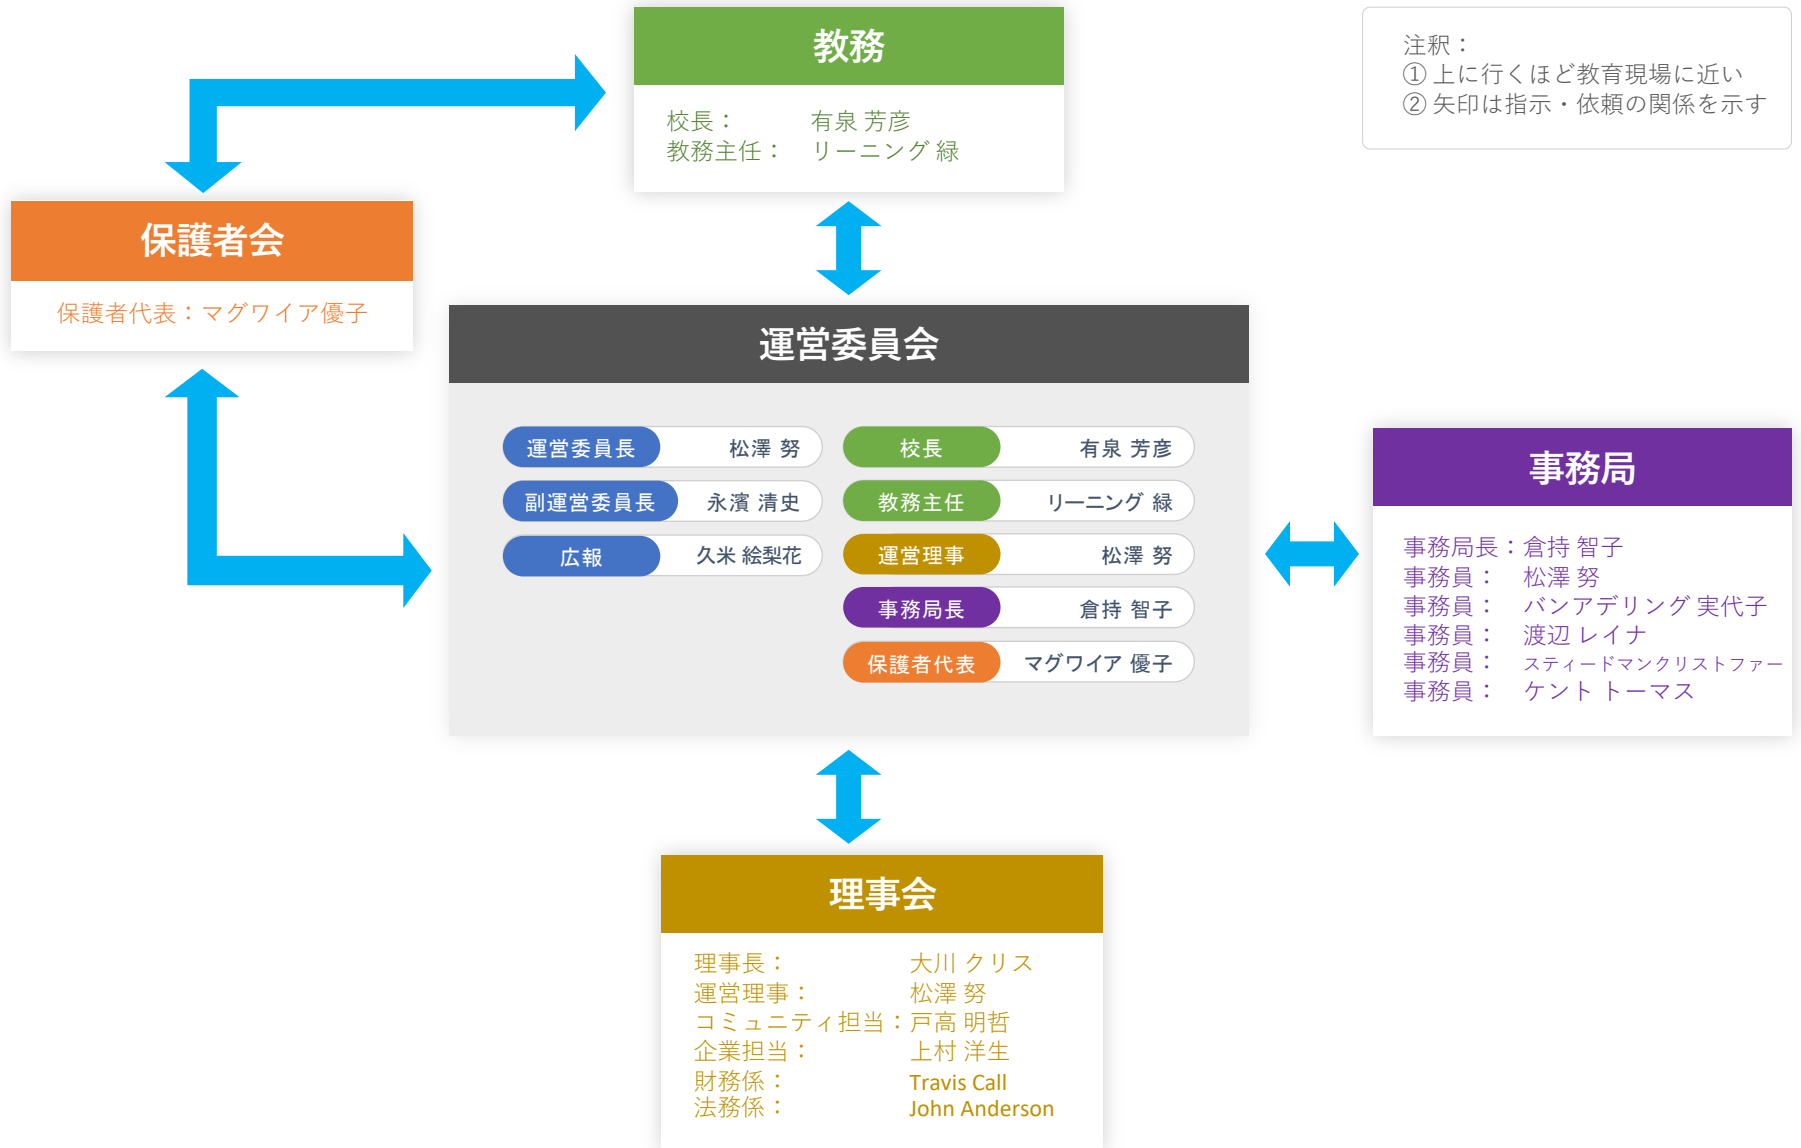 教務
校長： 有泉 芳彦
教務主任： リーニング 緑
注釈：
① 上に行くほど教育現場に近い
② 矢印は指示・依頼の関係を示す
保護者会
保護者代表：マグワイア優子
運営委員会
運営委員長 松澤 努
副運営委員長 永濱 清史
広報 久米 絵梨花
校長 有泉 芳彦
教務主任 リーニング 緑
運営理事 松澤 努
事務局長 倉持 智子
保護者代表 マグワイア 優子
事務局
事務局長：倉持 智子
事務員： 松澤 努
事務員： バンアデリング 実代子
事務員： 渡辺 レイナ
事務員： スティードマンクリストファー
事務員： ケント トーマス
理事会
理事長： 大川 クリス
運営理事： 松澤 努
コミュニティ担当：戸高 明哲
企業担当： 上村 洋生
財務係： Travis Call
法務係： John Anderson